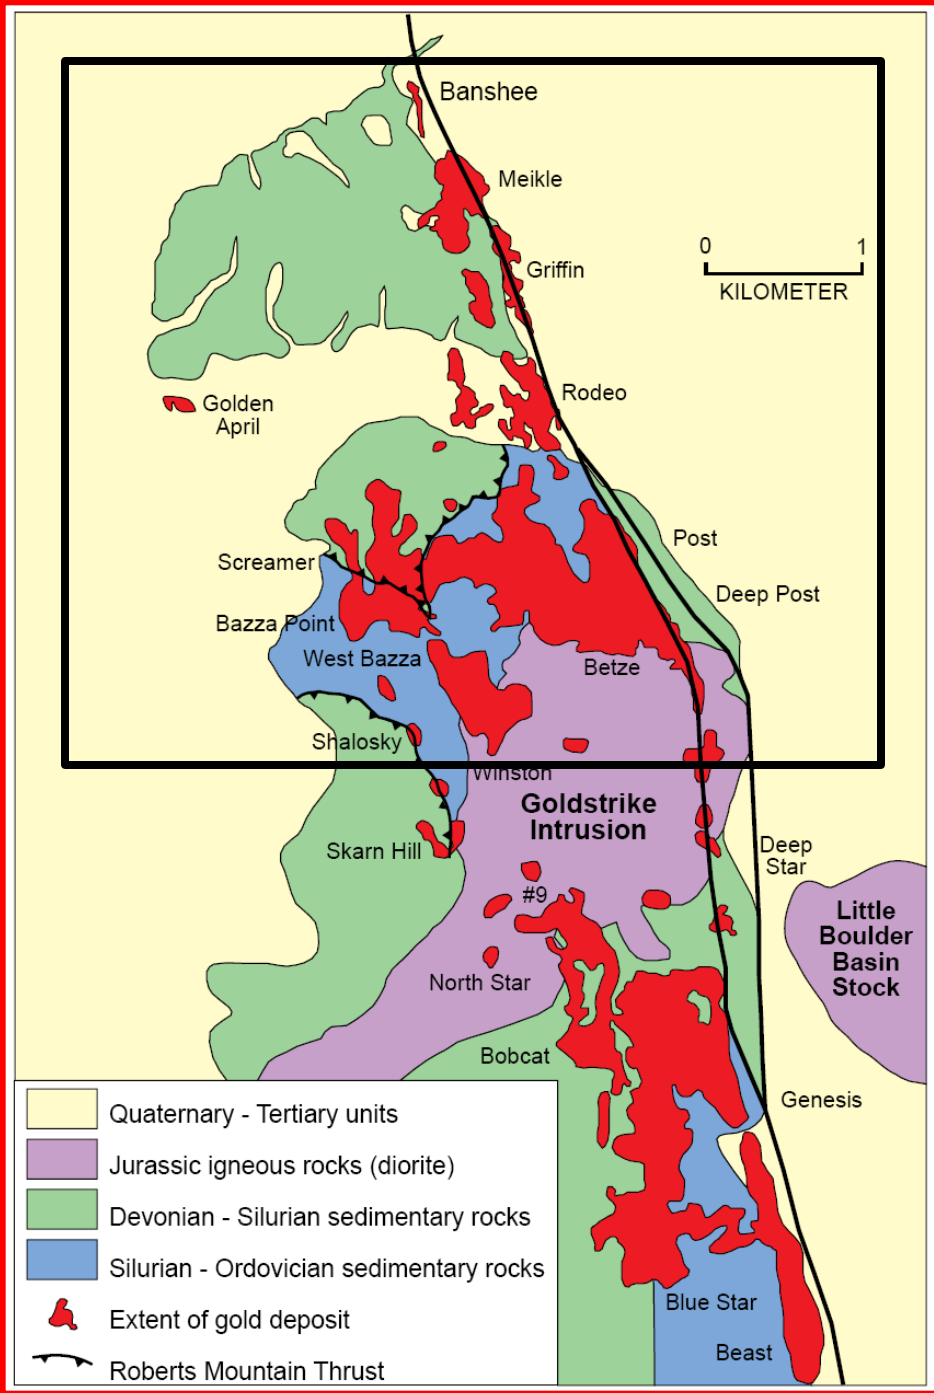 Banshee
Meikle
0 1
KILOMETER
Griffin
Rodeo
Golden
April
Post
Screamer
Deep Post
Bazza Point
West Bazza
Betze
Shalosky
Winston
Goldstrike
Intrusion
Skarn Hill
Deep
Star
#9
Little
Boulder
Basin
Stock
North Star
Bobcat
Genesis
Blue Star
Beast
Quaternary - Tertiary units
Jurassic igneous rocks (diorite)
Devonian - Silurian sedimentary rocks
Silurian - Ordovician sedimentary rocks
Extent of gold deposit
Roberts Mountain Thrust